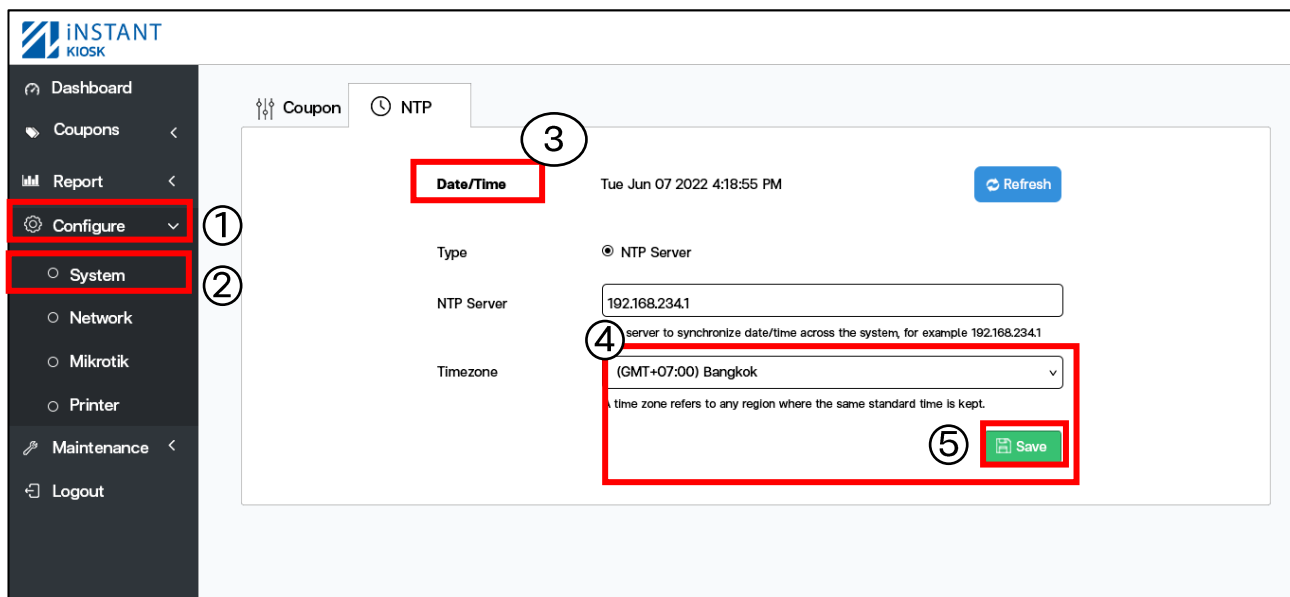 iNSTANT
KIOSK
Dashboard
Coupons
Report
Configure
①
System
②
Network
Mikrotik
Printer
Maintenance
Logout
Coupon
NTP
③
Date/Time
Tue Jun 07 2022 4:18:55 PM
Refresh
Type
NTP Server
NTP Server
192.168.234.1
④
server to synchronize date/time across the system, for example 192.168.234.1
Timezone
(GMT+07:00) Bangkok
A time zone refers to any region where the same standard time is kept.
⑤
Save